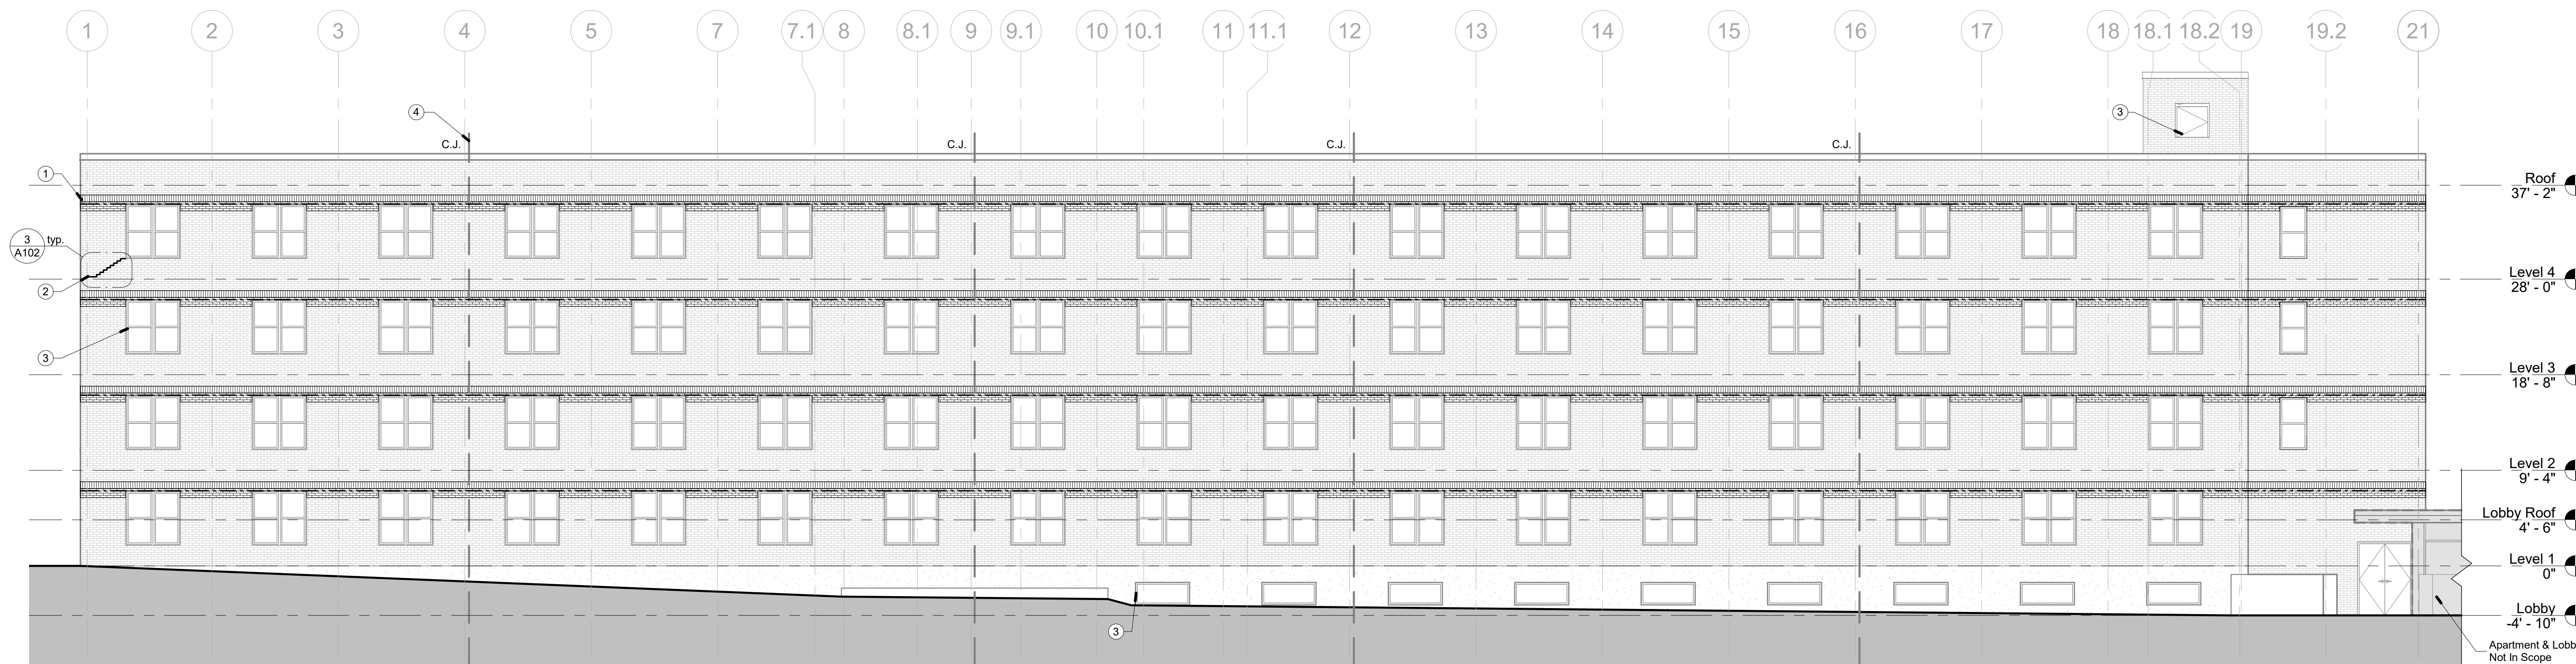 1 2 3 4 5 7 7.1 8 8.1 9 9.1 10 10.1 11 11.1 12 13 14 15 16 17 18 18.1 18.2 19 19.2 21
4
3
C.J. C.J. C.J. C.J.
1
Roof
37' - 2"
3 typ.
A102
2
Level 4
28' - 0"
3
Level 3
18' - 8"
Level 2
9' - 4"
Lobby Roof
4' - 6"
Level 1
0"
Lobby
-4' - 10"
3
Apartment & Lobb
Not In Scope